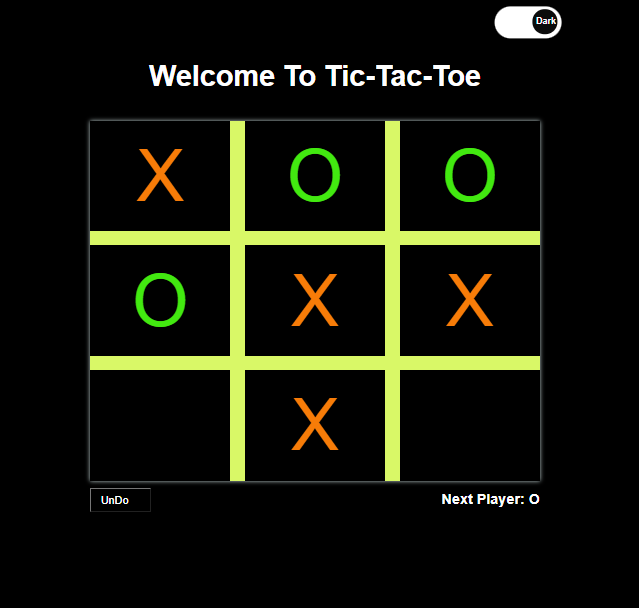 Dark
Welcome To Tic-Tac-Toe
X O O
O X X
X
UnDo
Next Player: O